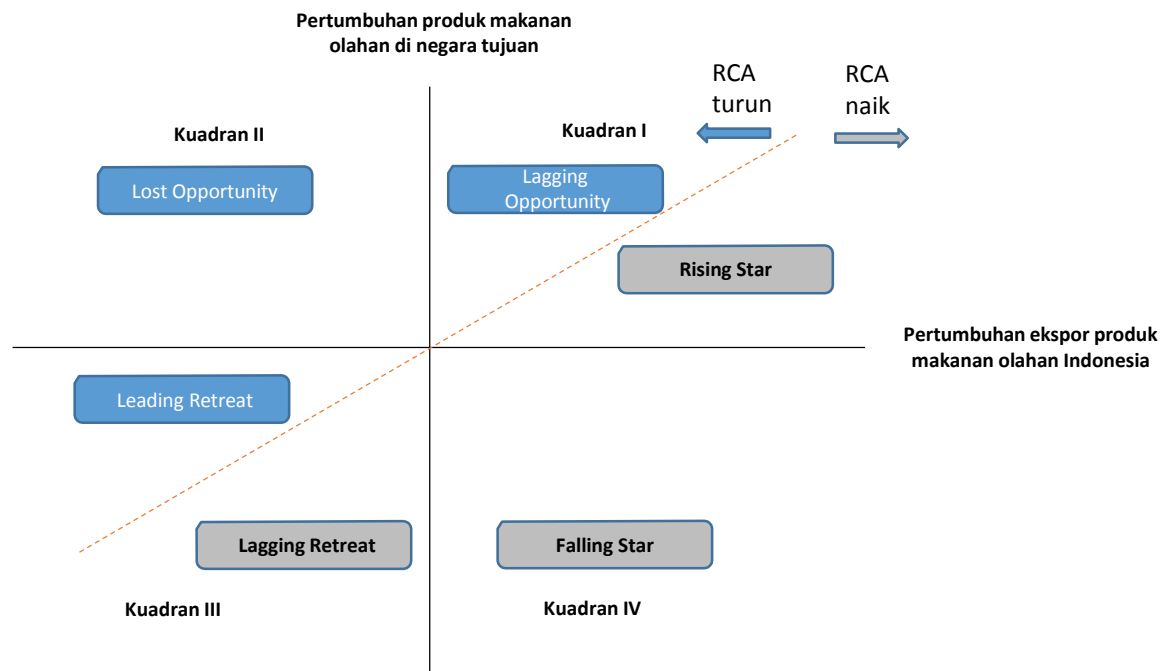 Pertumbuhan produk makanan
olahan di negara tujuan
RCA
turun
RCA
naik
Kuadran II
Kuadran I
Lost Opportunity
Lagging
Opportunity
Rising Star
Pertumbuhan ekspor produk
makanan olahan Indonesia
Leading Retreat
Lagging Retreat
Falling Star
Kuadran III
Kuadran IV